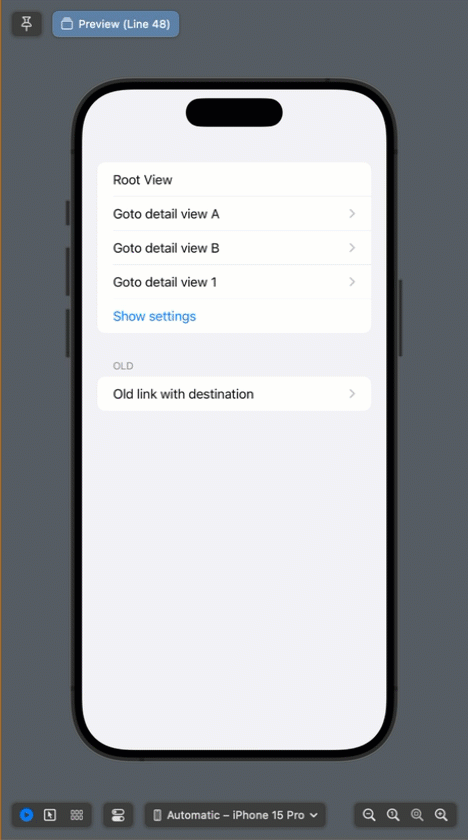 Preview (Line 48)
Root View
Goto detail view A
Goto detail view B
Goto detail view 1
Show settings
OLD
Old link with destination
Automatic – iPhone 15 Pro